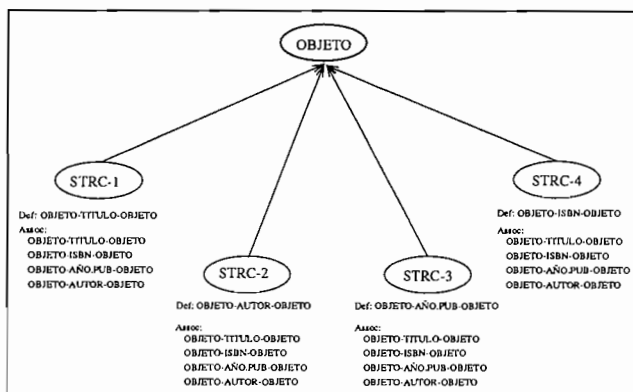 OBJETO
STRC-1
Def: OBJETO-TITULO-OBJETO
Assoc:
OBJETO-TITULO-OBJETO
OBJETO-ISBN-OBJETO
OBJETO-AÑO.PUB-OBJETO
OBJETO-AUTOR-OBJETO
STRC-2
Def: OBJETO-AUTOR-OBJETO
Assoc:
OBJETO-TITULO-OBJETO
OBJETO-ISBN-OBJETO
OBJETO-AÑO.PUB-OBJETO
OBJETO-AUTOR-OBJETO
STRC-3
Def: OBJETO-AÑO.PUB-OBJETO
Assoc:
OBJETO-TITULO-OBJETO
OBJETO-ISBN-OBJETO
OBJETO-AÑO.PUB-OBJETO
OBJETO-AUTOR-OBJETO
STRC-4
Def: OBJETO-ISBN-OBJETO
Assoc:
OBJETO-TITULO-OBJETO
OBJETO-ISBN-OBJETO
OBJETO-AÑO.PUB-OBJETO
OBJETO-AUTOR-OBJETO